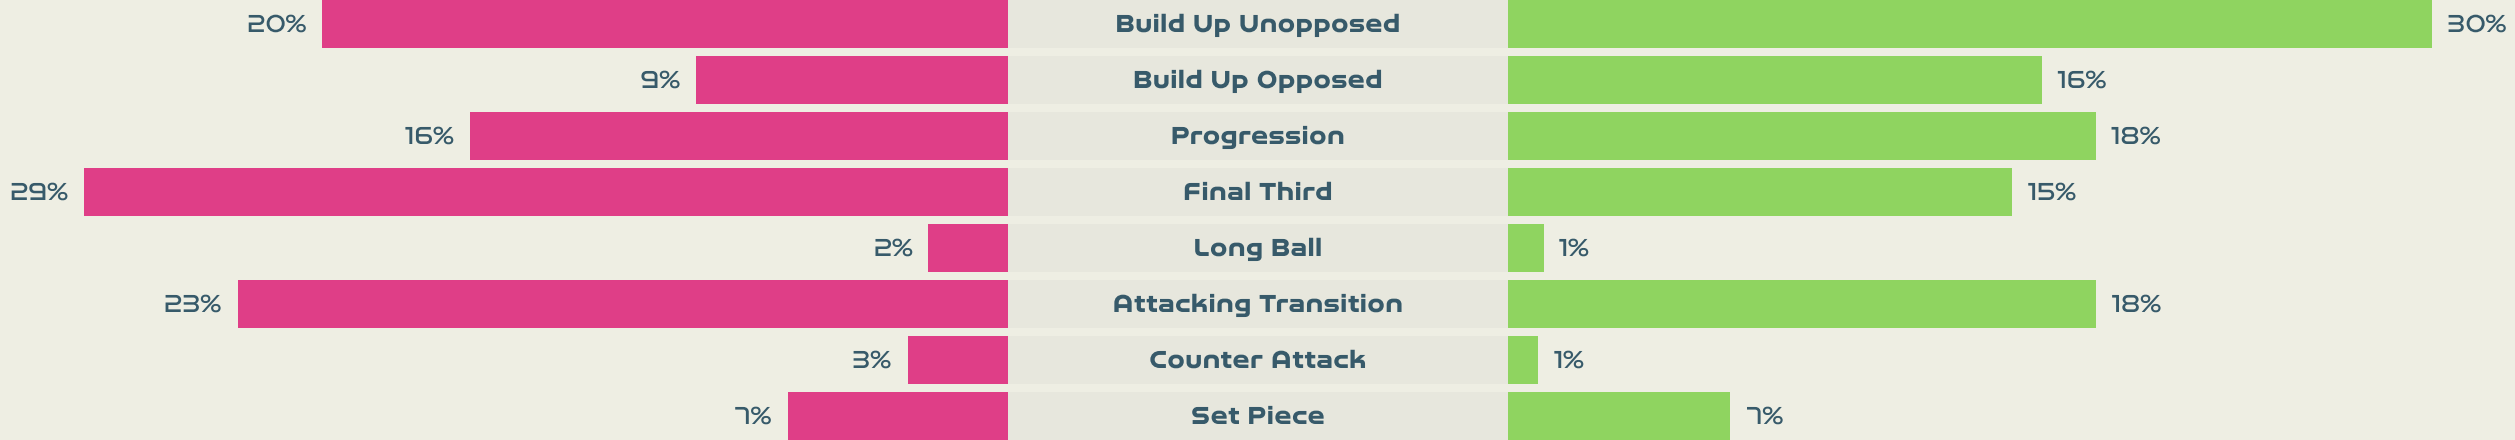 20% Build Up Unopposed 30%
9% Build Up Opposed 16%
16% Progression 18%
29% Final Third 15%
2% Long Ball 1%
23% Attacking Transition 18%
3% Counter Attack 1%
7% Set Piece 7%